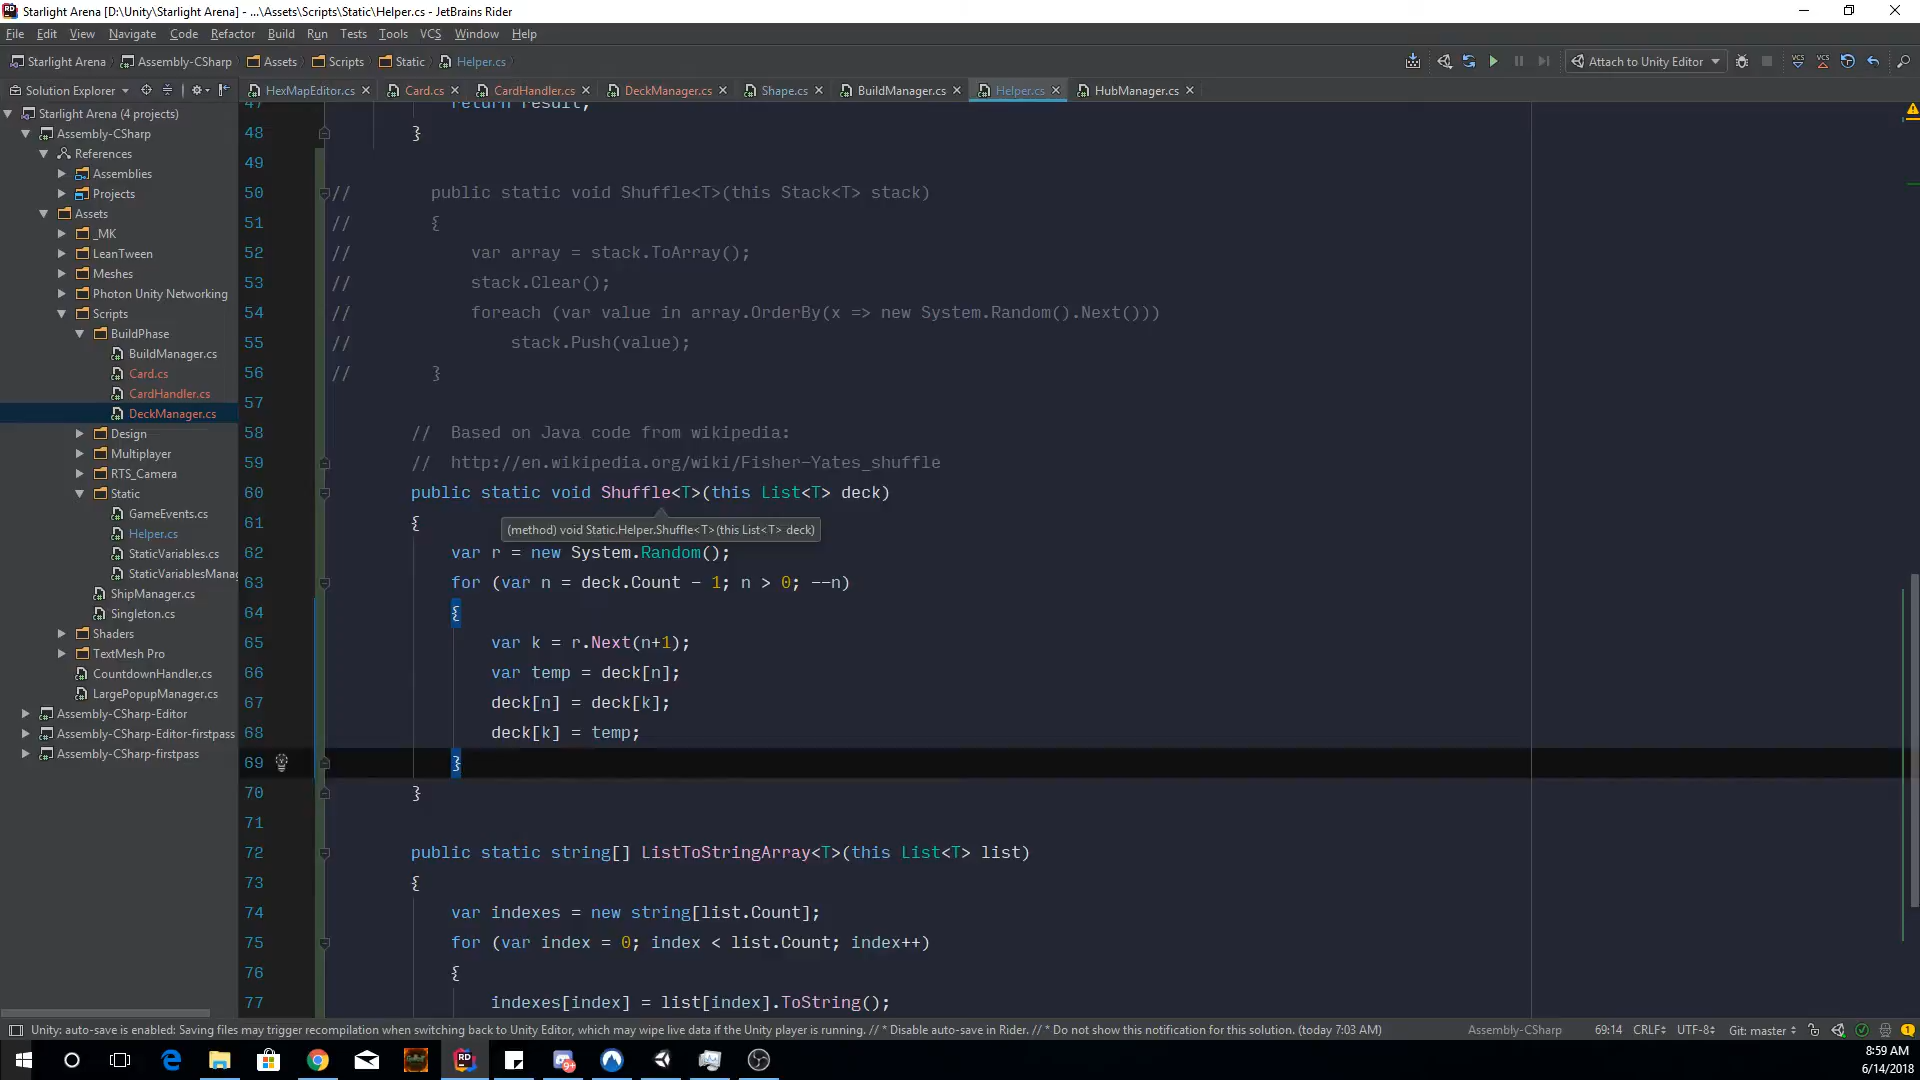 Starlight Arena [D:\Unity\Starlight Arena] - ...\Assets\Scripts\Static\Helper.cs - JetBrains Rider
File Edit View Navigate Code Refactor Build Run Tests Tools VCS Window Help
Starlight Arena Assembly-CSharp Assets Scripts Static Helper.cs Attach to Unity Editor
Solution Explorer HexMapEditor.cs Card.cs CardHandler.cs DeckManager.cs Shape.cs BuildManager.cs Helper.cs HubManager.cs
Starlight Arena (4 projects)
Assembly-CSharp
References
Assemblies
Projects
Assets
_MK
LeanTween
Meshes
Photon Unity Networking
Scripts
BuildPhase
BuildManager.cs
Card.cs
CardHandler.cs
DeckManager.cs
Design
Multiplayer
RTS_Camera
Static
GameEvents.cs
Helper.cs
StaticVariables.cs
StaticVariablesMana
ShipManager.cs
Singleton.cs
Shaders
TextMesh Pro
CountdownHandler.cs
LargePopupManager.cs
Assembly-CSharp-Editor
Assembly-CSharp-Editor-firstpass
Assembly-CSharp-firstpass
47 return result;
48 }
49
50 // public static void Shuffle<T>(this Stack<T> stack)
51 // {
52 // var array = stack.ToArray();
53 // stack.Clear();
54 // foreach (var value in array.OrderBy(x => new System.Random().Next()))
55 // stack.Push(value);
56 // }
57
58 // Based on Java code from wikipedia:
59 // http://en.wikipedia.org/wiki/Fisher-Yates_shuffle
60 public static void Shuffle<T>(this List<T> deck)
61 {
(method) void Static.Helper.Shuffle<T>(this List<T> deck)
62 var r = new System.Random();
63 for (var n = deck.Count - 1; n > 0; --n)
64 {
65 var k = r.Next(n+1);
66 var temp = deck[n];
67 deck[n] = deck[k];
68 deck[k] = temp;
69 }
70 }
71
72 public static string[] ListToStringArray<T>(this List<T> list)
73 {
74 var indexes = new string[list.Count];
75 for (var index = 0; index < list.Count; index++)
76 {
77 indexes[index] = list[index].ToString();
Unity: auto-save is enabled: Saving files may trigger recompilation when switching back to Unity Editor, which may wipe live data if the Unity player is running. // * Disable auto-save in Rider. // * Do not show this notification for this solution. (today 7:03 AM) Assembly-CSharp 69:14 CRLF UTF-8 Git: master 1
8:59 AM
6/14/2018